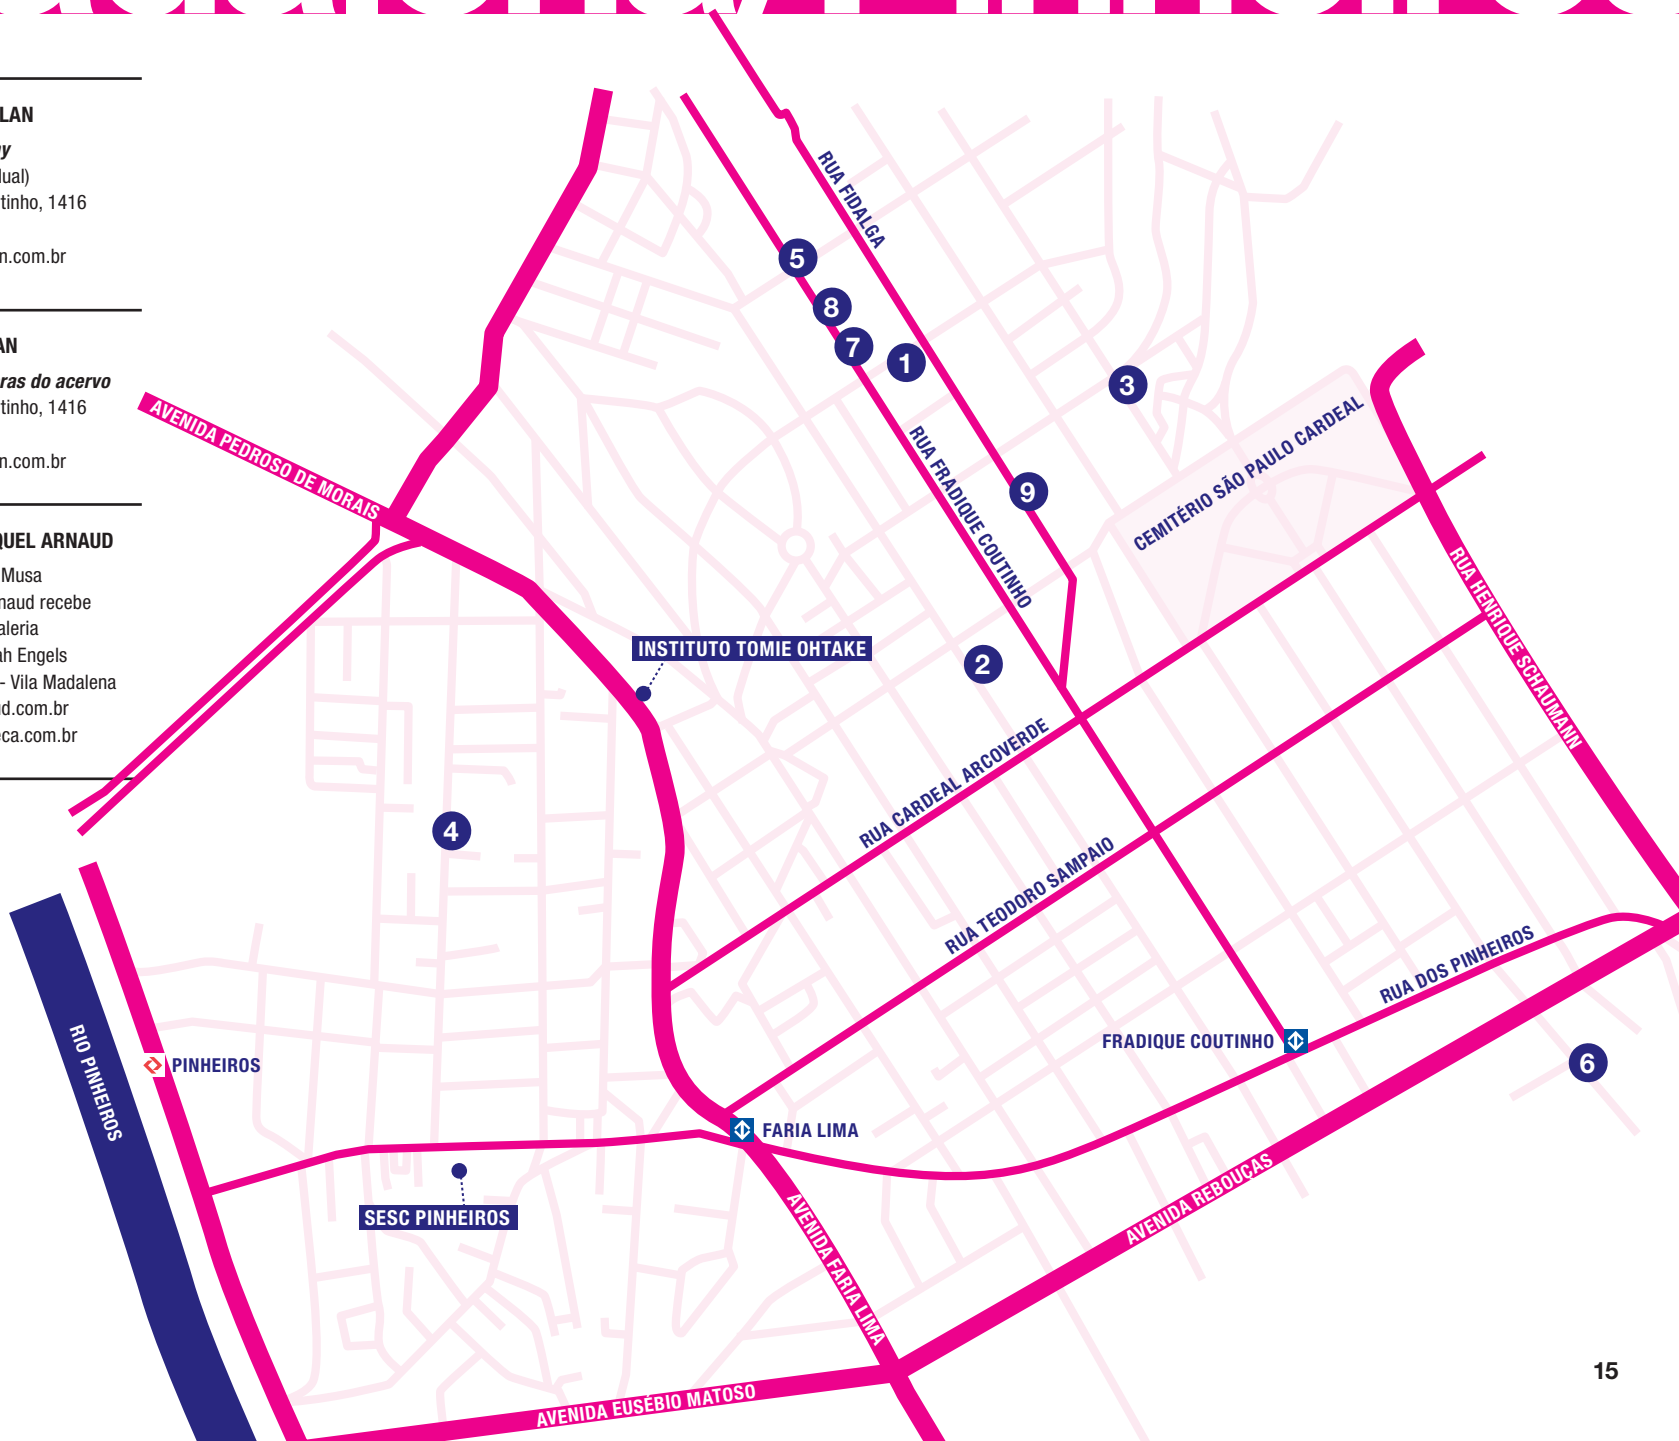 LAN
tinho, 1416
n.com.br
AN
ras do acervo
tinho, 1416
n.com.br
QUEL ARNAUD
Musa
naud recebe
aleria
ah Engels
- Vila Madalena
ud.com.br
eca.com.br
RUA FIDALGA
5
8
7
1
3
AVENIDA PEDROSO DE MORAIS
RUA FRADIQUE COUTINHO
CEMITÉRIO SÃO PAULO CARDEAL
9
RUA HENRIQUE SCHAUMANN
INSTITUTO TOMIE OHTAKE
2
RUA CARDEAL ARCOVERDE
4
RUA TEODORO SAMPAIO
RUA DOS PINHEIROS
FRADIQUE COUTINHO
6
RIO PINHEIROS
PINHEIROS
FARIA LIMA
SESC PINHEIROS
AVENIDA REBOUÇAS
AVENIDA FARIA LIMA
AVENIDA EUSÉBIO MATOSO
15